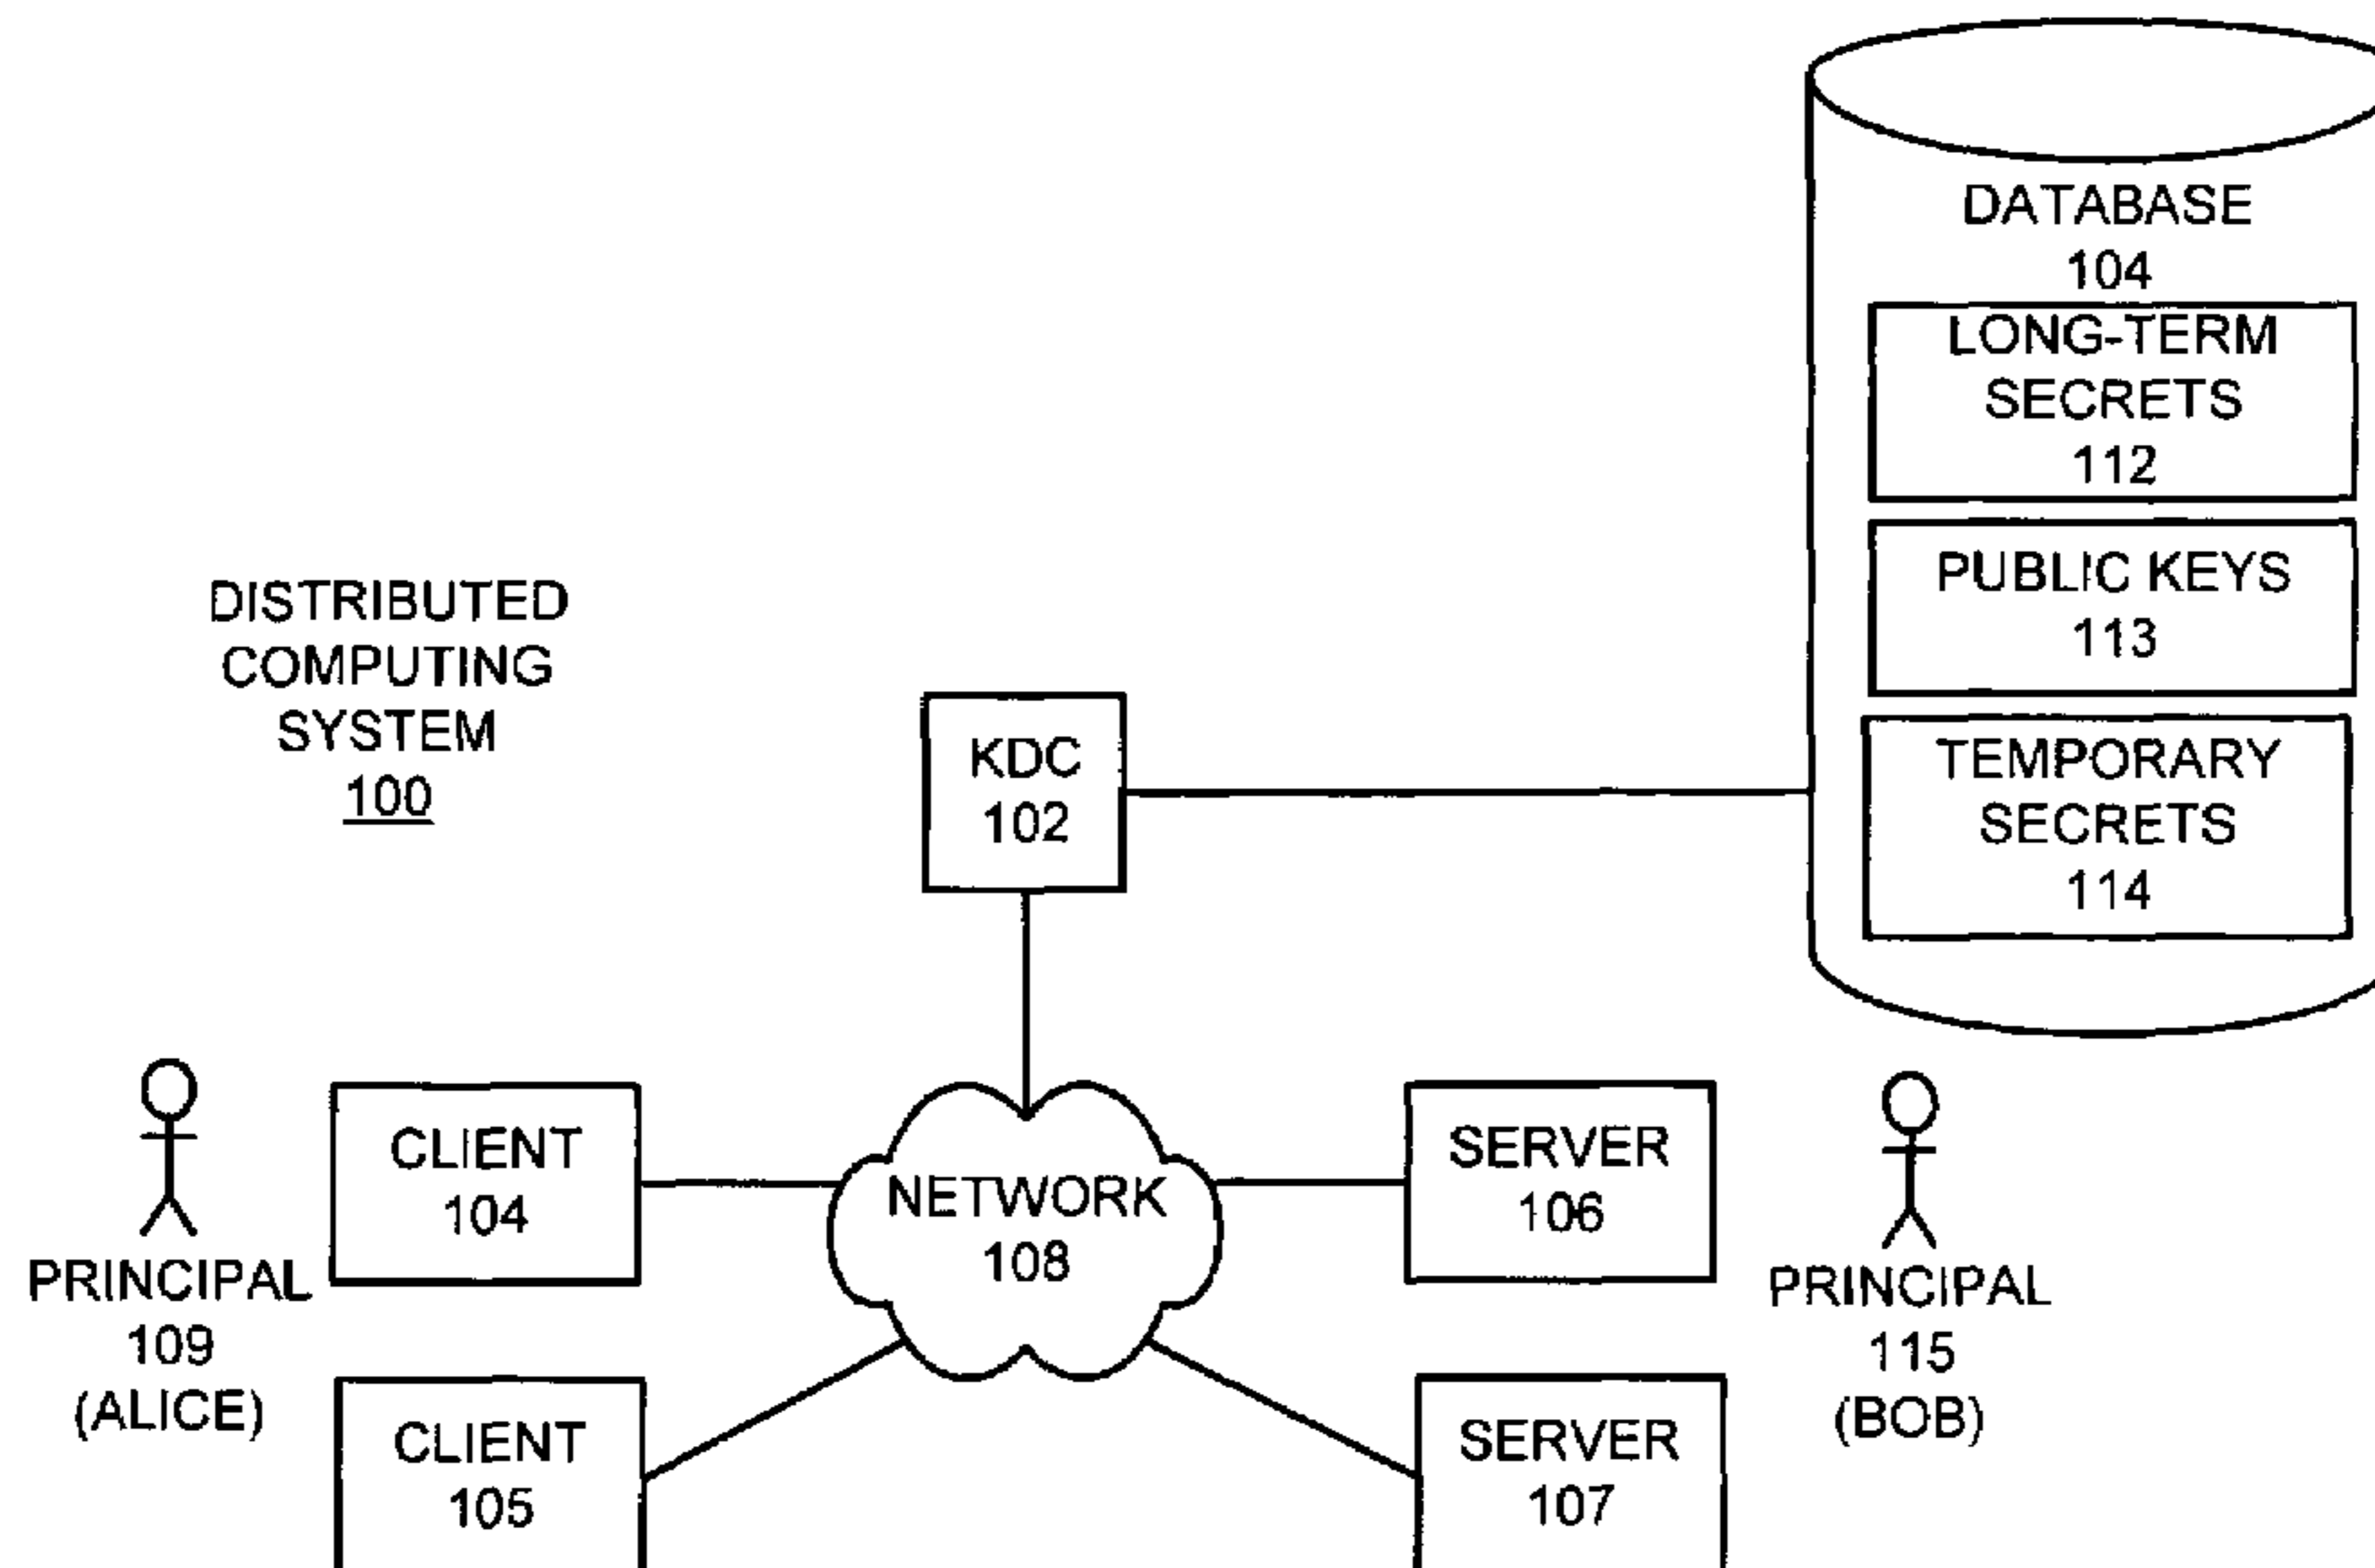 DATABASE
104
LONG-TERM
SECRETS
112
PUBLIC KEYS
113
TEMPORARY
SECRETS
114
DISTRIBUTED
COMPUTING
SYSTEM
100
KDC
102
PRINCIPAL
109
(ALICE)
CLIENT
104
CLIENT
105
NETWORK
108
SERVER
106
SERVER
107
PRINCIPAL
115
(BOB)